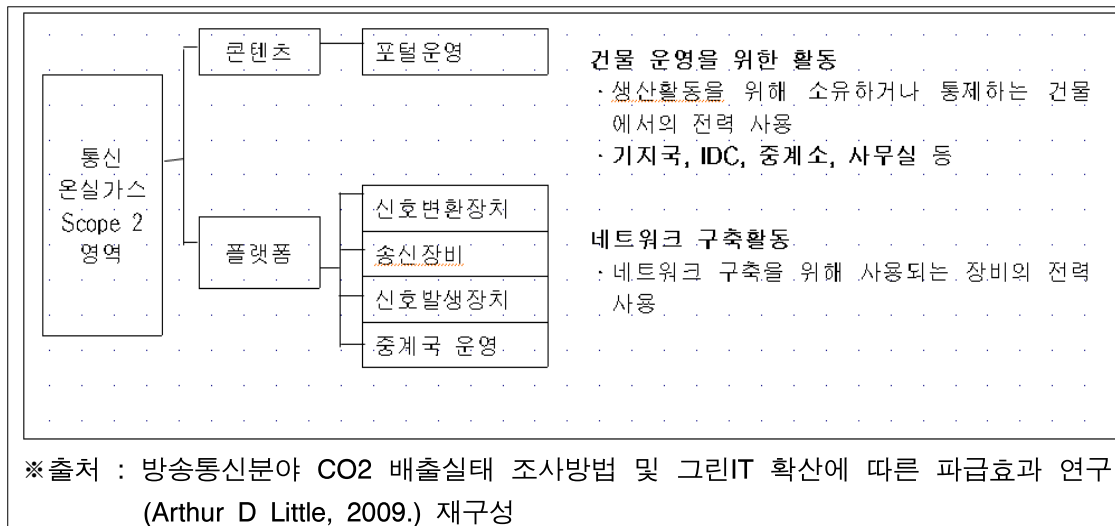 통신
온실가스
Scope 2
영역
콘텐츠
포털운영
플랫폼
신호변환장치
송신장비
신호발생장치
중계국 운영
건물 운영을 위한 활동
· 생산활동을 위해 소유하거나 통제하는 건물
에서의 전력 사용
· 기지국, IDC, 중계소, 사무실 등
네트워크 구축활동
· 네트워크 구축을 위해 사용되는 장비의 전력
사용
※출처 : 방송통신분야 CO2 배출실태 조사방법 및 그린IT 확산에 따른 파급효과 연구
(Arthur D Little, 2009.) 재구성